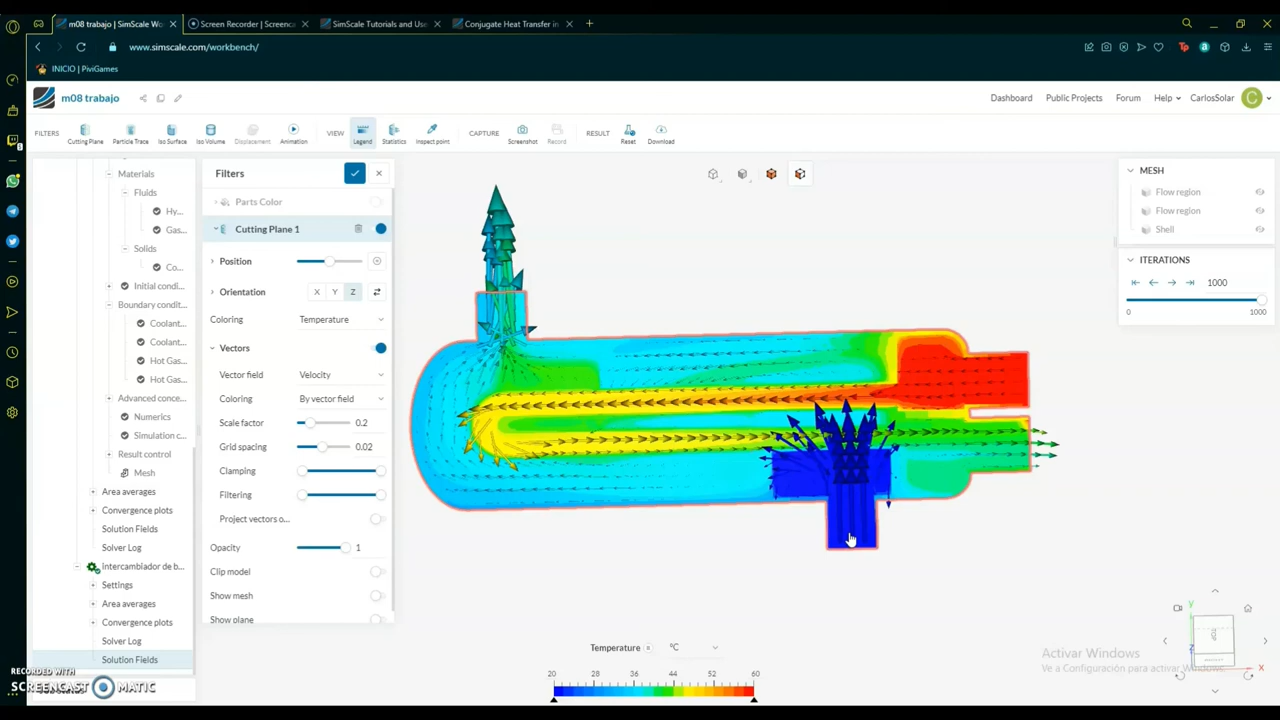 m08 trabajo | SimScale Wo
Screen Recorder | Screenca
SimScale Tutorials and Use
Conjugate Heat Transfer in
www.simscale.com/workbench/
INICIO | PiviGames
m08 trabajo
Dashboard
Public Projects
Forum
Help
CarlosSolar
C
FILTERS
Cutting Plane
Particle Trace
Iso Surface
Iso Volume
Displacement
Animation
VIEW
Legend
Statistics
Inspect point
CAPTURE
Screenshot
Record
RESULT
Reset
Download
Materials
Fluids
Hy...
Gas...
Solids
Co...
Initial condi...
Boundary condit...
Coolant...
Coolant...
Hot Gas...
Hot Gas...
Advanced conce...
Numerics
Simulation c...
Result control
Mesh
Area averages
Convergence plots
Solution Fields
Solver Log
Intercambiador de b...
Settings
Area averages
Convergence plots
Solver Log
Solution Fields
Filters
Parts Color
Cutting Plane 1
Position
Orientation
X
Y
Z
Coloring
Temperature
Vectors
Vector field
Velocity
Coloring
By vector field
Scale factor
0.2
Grid spacing
0.02
Clamping
Filtering
Project vectors o...
Opacity
1
Clip model
Show mesh
Show plane
MESH
Flow region
Flow region
Shell
ITERATIONS
1000
0
1000
Temperature
°C
20
28
36
44
52
60
y
z
x
TOP
Activar Windows
Ve a Configuración para activar Windows.
RECORDED WITH
SCREENCAST
MATIC